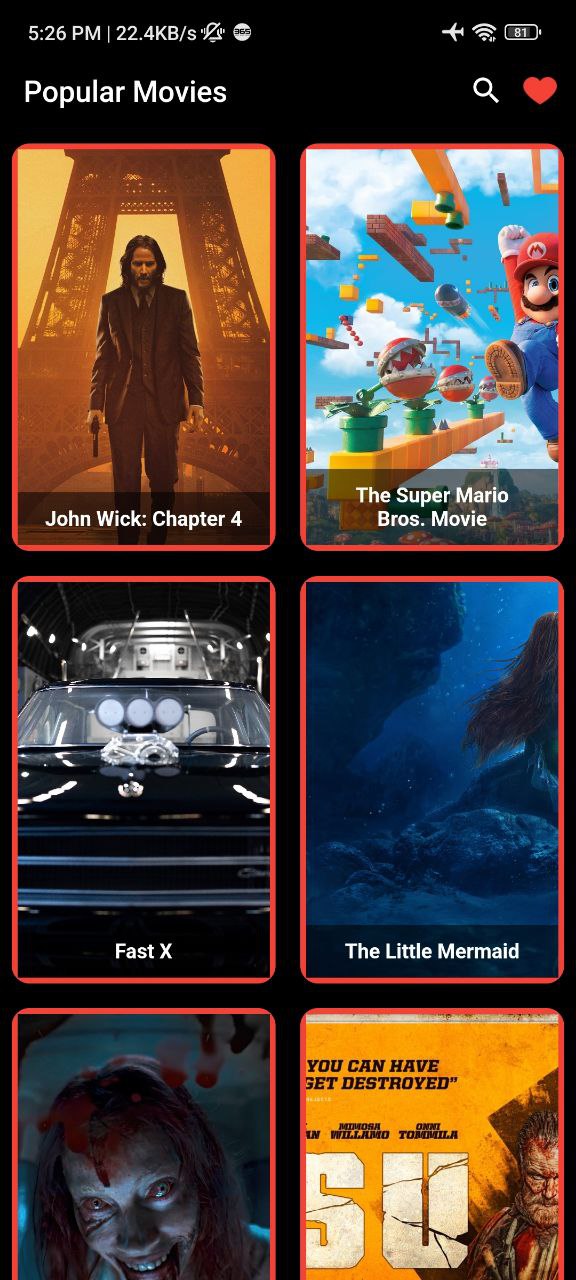 5:26 PM | 22.4KB/s
365
81
Popular Movies
M
John Wick: Chapter 4
The Super Mario
Bros. Movie
Fast X
The Little Mermaid
YOU CAN HAVE
GET DESTROYED”
MIMOSA ONNI
WILLAMO TOMMILA
SU